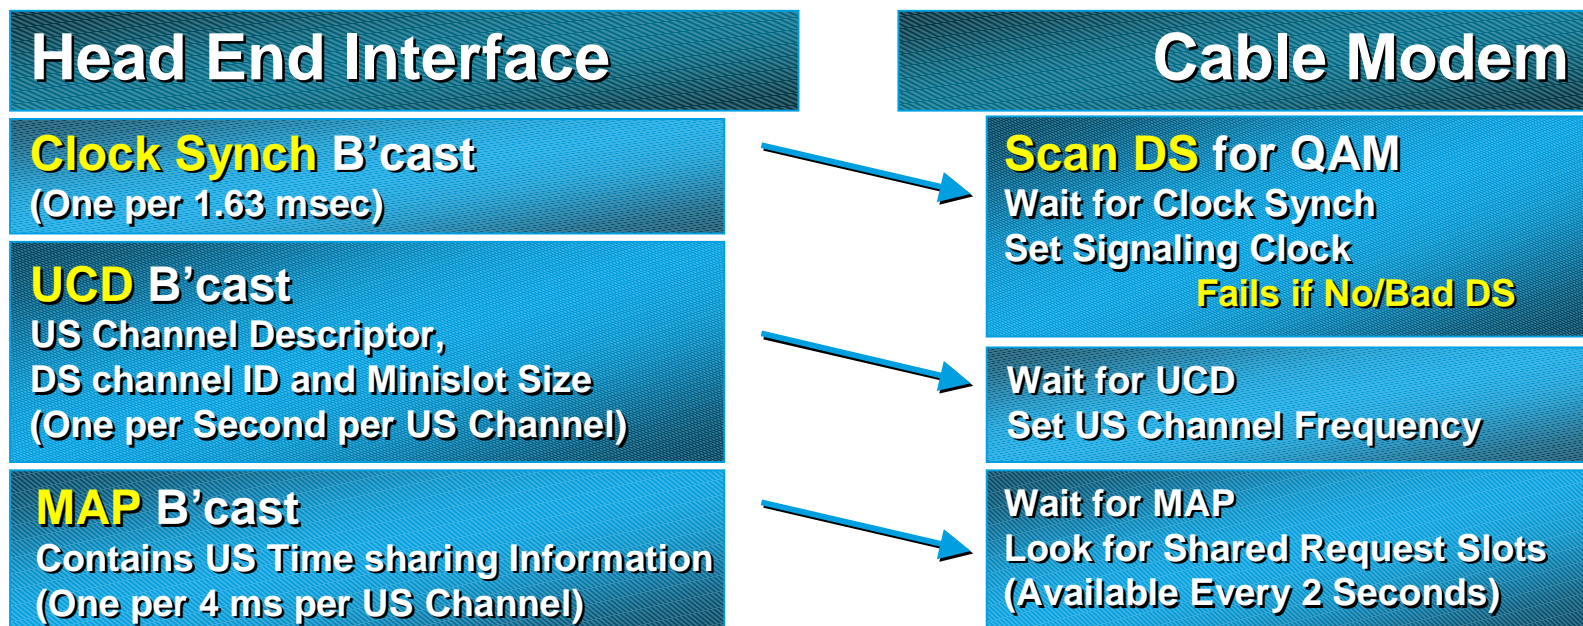 Head End Interface
Clock Synch B’cast
(One per 1.63 msec)
UCD B’cast
US Channel Descriptor,
DS channel ID and Minislot Size
(One per Second per US Channel)
MAP B’cast
Contains US Time sharing Information
(One per 4 ms per US Channel)
Cable Modem
Scan DS for QAM
Wait for Clock Synch
Set Signaling Clock
Fails if No/Bad DS
Wait for UCD
Set US Channel Frequency
Wait for MAP
Look for Shared Request Slots
(Available Every 2 Seconds)